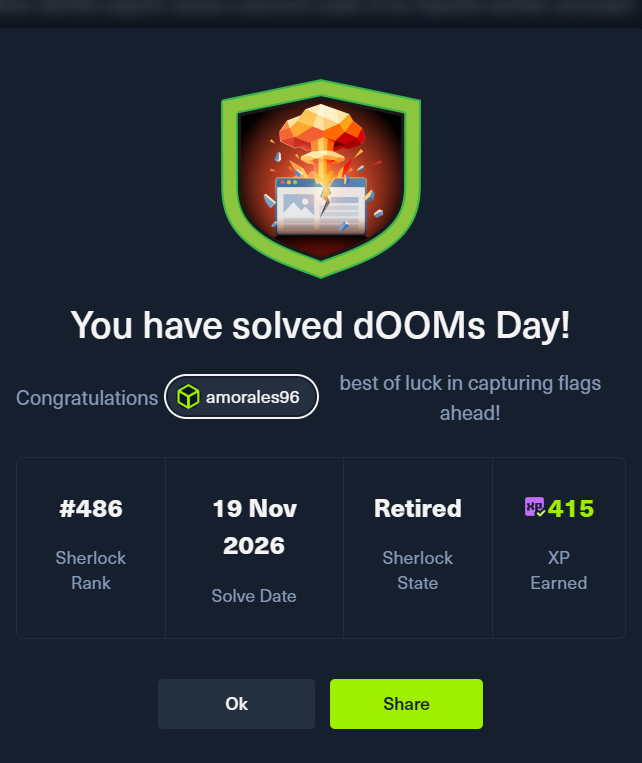 You have solved dOOMs Day!
Congratulations amorales96 best of luck in capturing flags
ahead!
#486
Sherlock
Rank
19 Nov
2026
Solve Date
Retired
Sherlock
State
XP 415
XP
Earned
Ok
Share